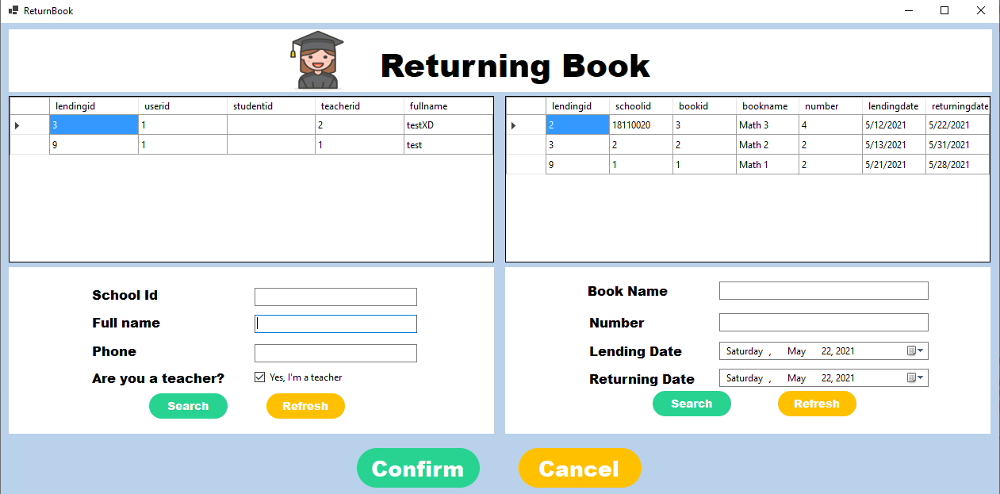 ReturnBook
Returning Book
lendingid userid studentid teacherid fullname
3 1 2 testXD
9 1 1 test
lendingid schoolid bookid bookname number lendingdate returningdate
2 18110020 3 Math 3 4 5/12/2021 5/22/2021
3 2 2 Math 2 2 5/13/2021 5/31/2021
9 1 1 Math 1 2 5/21/2021 5/28/2021
School Id
Full name
Phone
Are you a teacher? Yes, I'm a teacher
Search Refresh
Book Name
Number
Lending Date Saturday , May 22, 2021
Returning Date Saturday , May 22, 2021
Search Refresh
Confirm Cancel